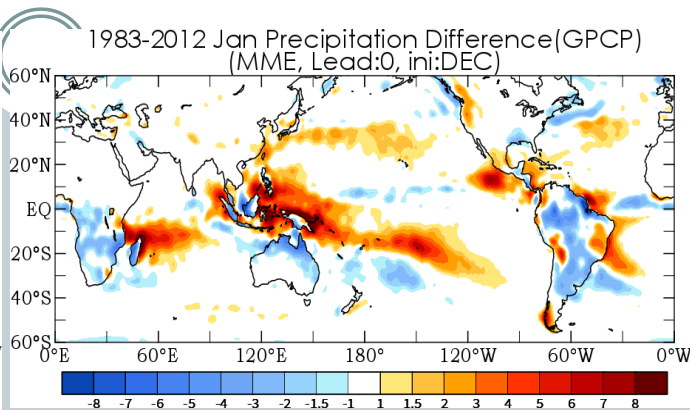 1983-2012 Jan Precipitation Difference(GPCP)
(MME, Lead:0, ini:DEC)
60°N
40°N
20°N
EQ
20°S
40°S
60°S
0°E 60°E 120°E 180° 120°W 60°W 0°W
-8 -7 -6 -5 -4 -3 -2 -1.5 -1 1 1.5 2 3 4 5 6 7 8